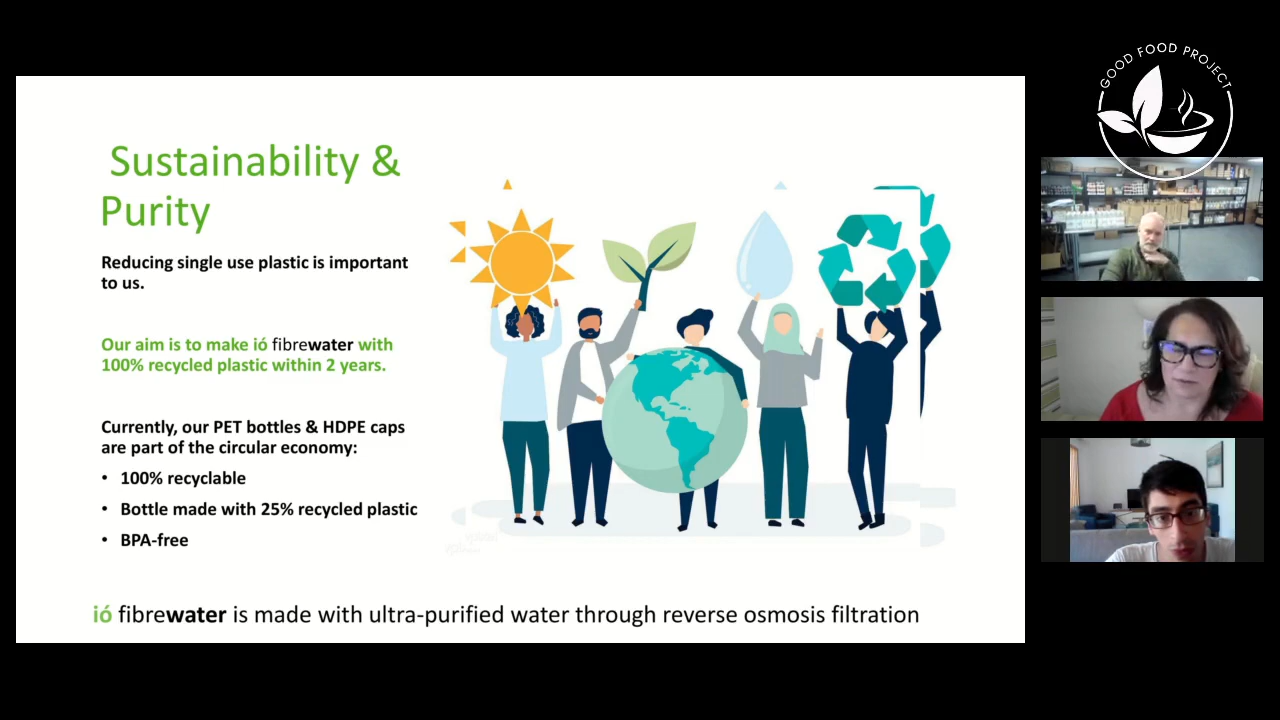 Sustainability &
Purity
Reducing single use plastic is important
to us.
Our aim is to make ió fibrewater with
100% recycled plastic within 2 years.
Currently, our PET bottles & HDPE caps
are part of the circular economy:
• 100% recyclable
• Bottle made with 25% recycled plastic
• BPA-free
ió fibrewater is made with ultra-purified water through reverse osmosis filtration
GOOD FOOD PROJECT